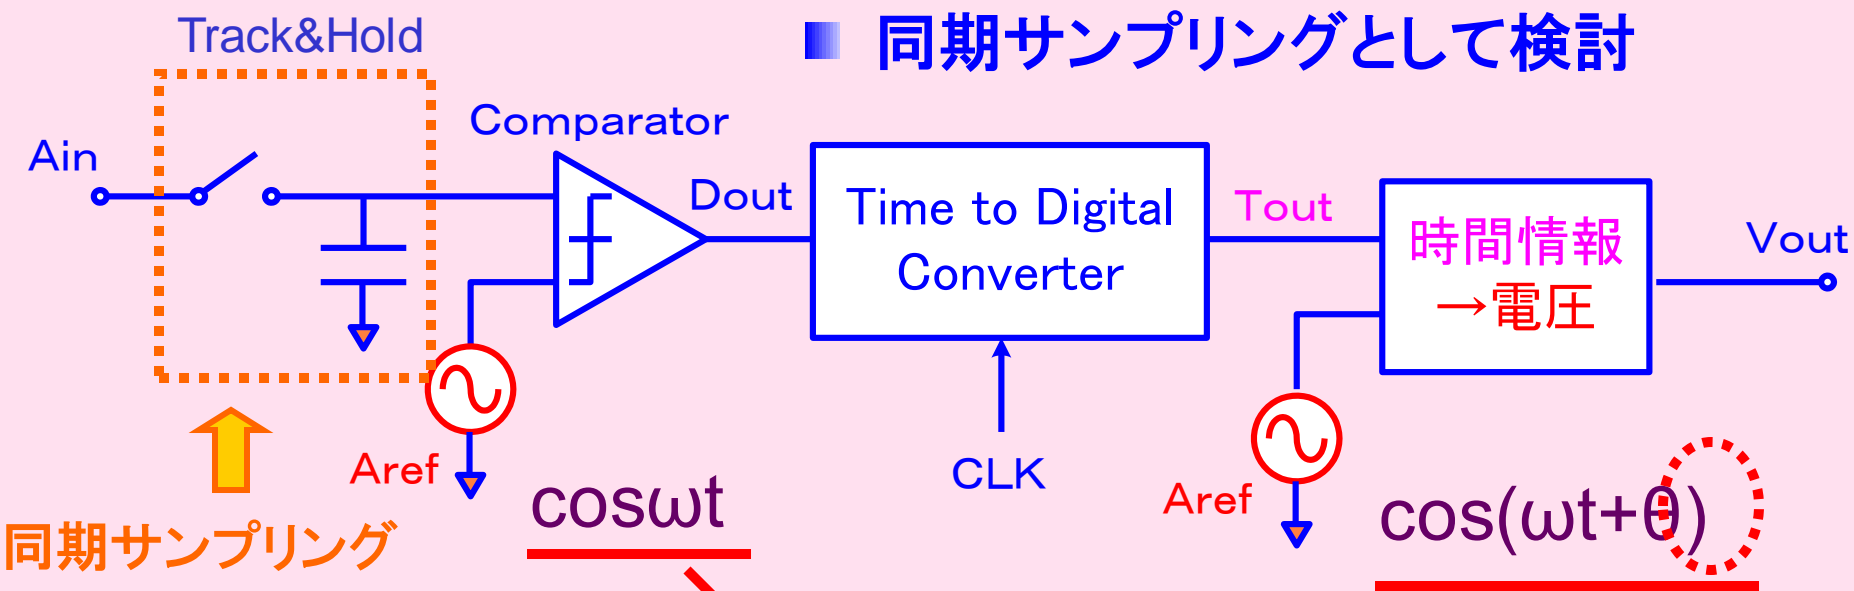 Track&Hold
同期サンプリングとして検討
Comparator
Ain
Dout
Time to Digital
Converter
Tout
時間情報
→電圧
Vout
Aref
CLK
Aref
cosωt
cos(ωt+θ)
同期サンプリング